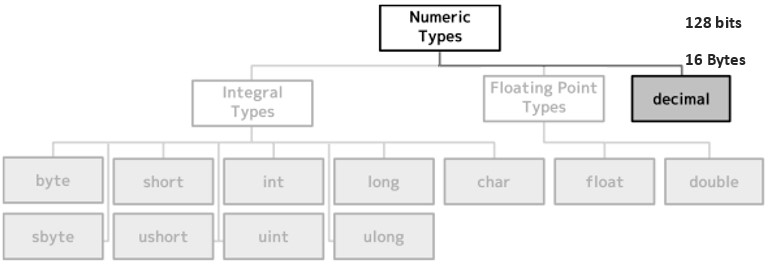 Numeric
Types
128 bits
16 Bytes
Integral
Types
Floating Point
Types
decimal
byte
short
int
long
char
float
double
sbyte
ushort
uint
ulong